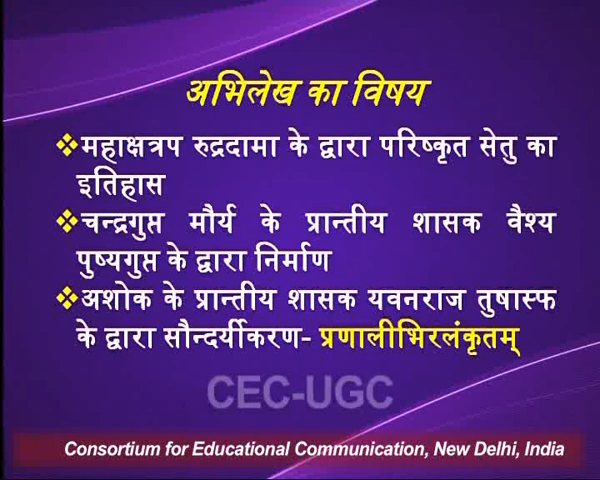 अभिलेख का विषय
❖महाक्षत्रप रुद्रदामा के द्वारा परिष्कृत सेतु का
इतिहास
❖चन्द्रगुप्त मौर्य के प्रान्तीय शासक वैश्य
पुष्यगुप्त के द्वारा निर्माण
❖अशोक के प्रान्तीय शासक यवनराज तुषास्फ
के द्वारा सौन्दर्यीकरण- प्रणालीभिरलंकृतम्
CEC-UGC
Consortium for Educational Communication, New Delhi, India